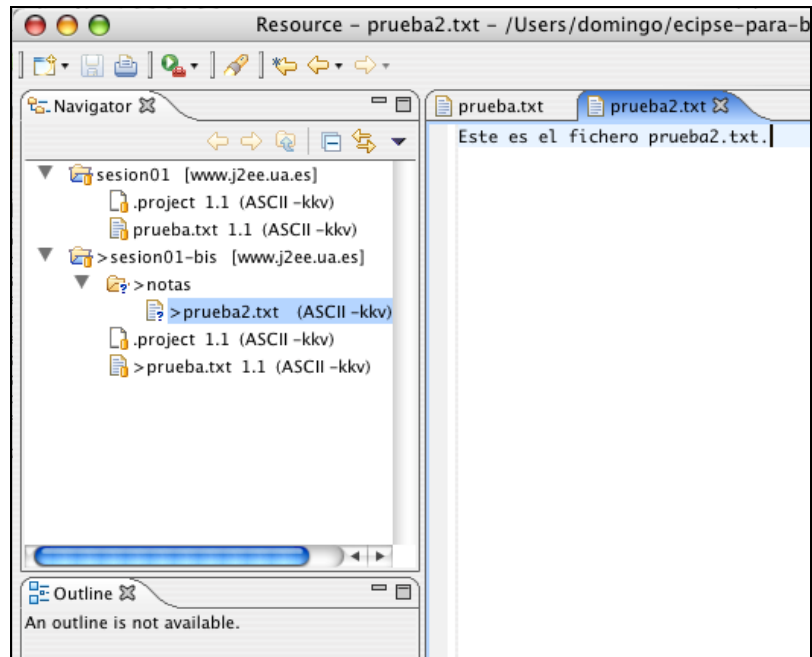 Resource – prueba2.txt – /Users/domingo/ecipse-para-b
Navigator
sesion01 [www.j2ee.ua.es]
.project 1.1 (ASCII –kkv)
prueba.txt 1.1 (ASCII –kkv)
>sesion01-bis [www.j2ee.ua.es]
>notas
>prueba2.txt (ASCII –kkv)
.project 1.1 (ASCII –kkv)
>prueba.txt 1.1 (ASCII –kkv)
Outline
An outline is not available.
prueba.txt prueba2.txt
Este es el fichero prueba2.txt.